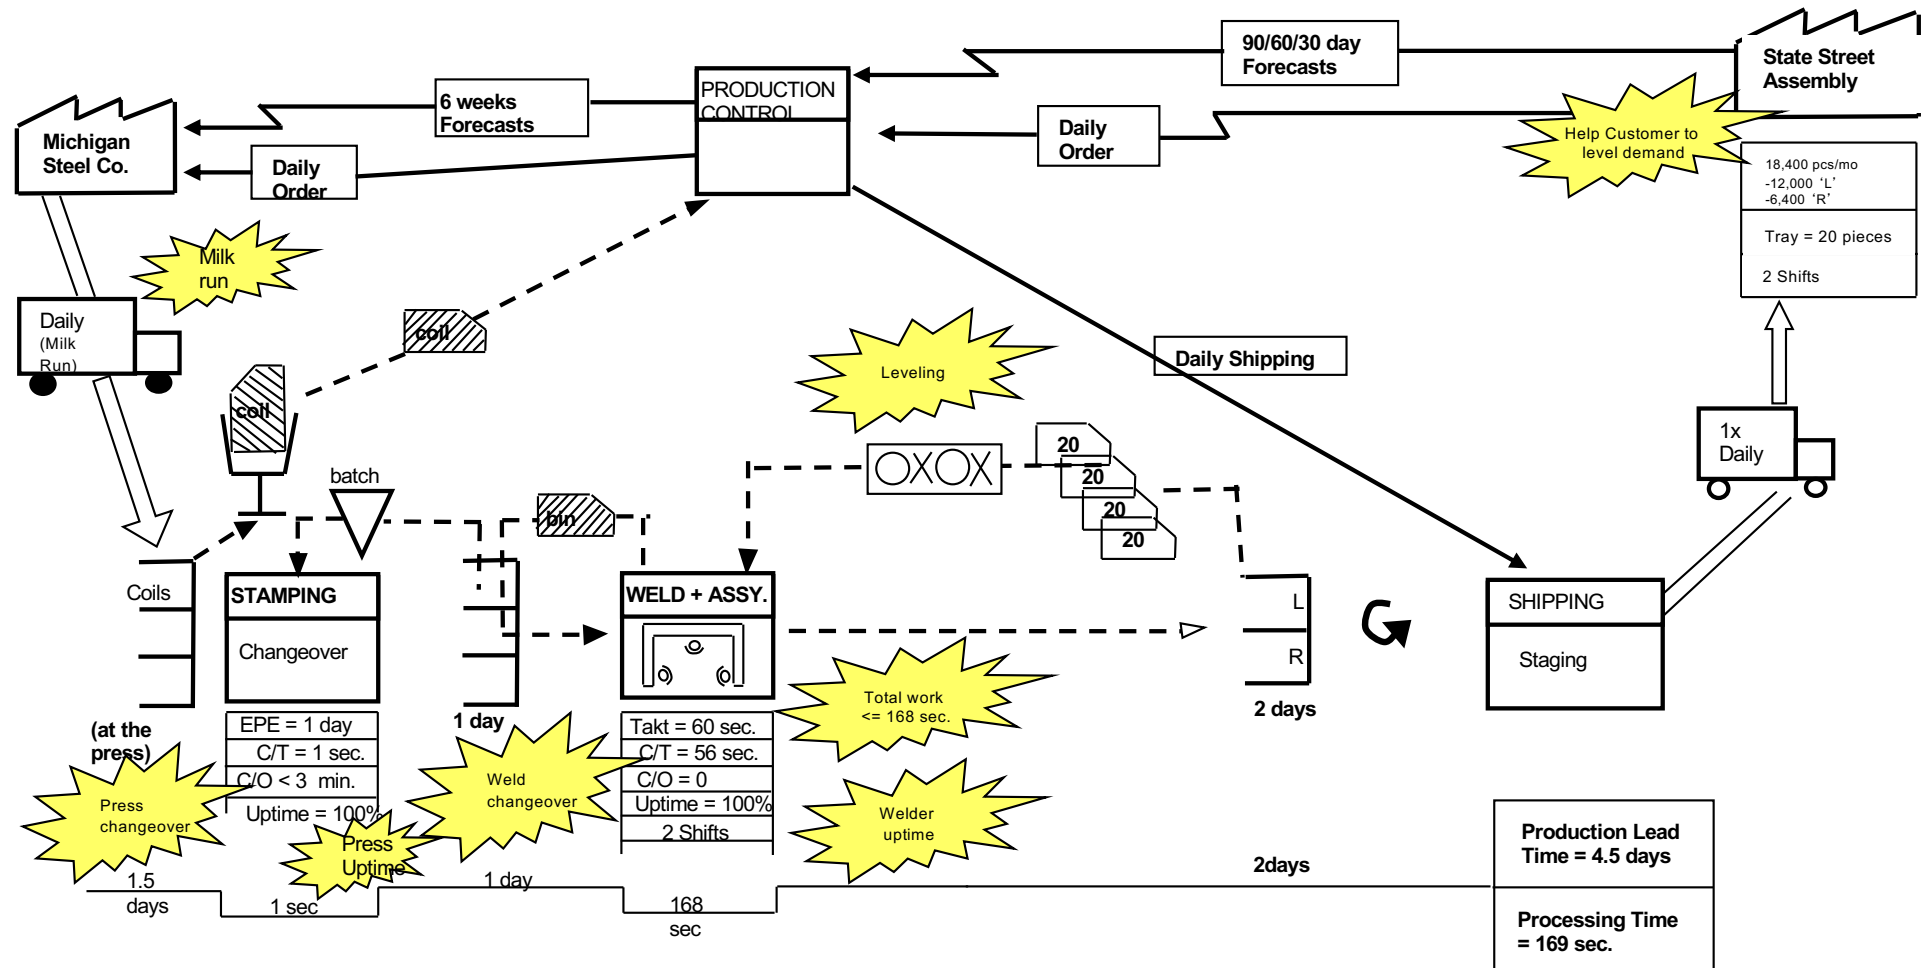 90/60/30 day
Forecasts
State Street
Assembly
PRODUCTION
CONTROL
6 weeks
Forecasts
Michigan
Steel Co.
Daily
Order
Daily
Order
Help Customer to
level demand
18,400 pcs/mo
-12,000 ‘L’
-6,400 ‘R’
Tray = 20 pieces
2 Shifts
Milk
run
Daily
(Milk
Run)
coil
coil
Leveling
Daily Shipping
1x
Daily
batch
bin
OXOX
20
20
20
20
Coils
STAMPING
Changeover
WELD + ASSY.
L
R
SHIPPING
Staging
(at the
press)
EPE = 1 day
C/T = 1 sec.
C/O < 3 min.
Uptime = 100%
1 day
Takt = 60 sec.
C/T = 56 sec.
C/O = 0
Uptime = 100%
2 Shifts
Total work
<= 168 sec.
2 days
Press
changeover
Press
Uptime
Weld
changeover
Welder
uptime
1.5
days
1 sec
1 day
168
sec
2days
Production Lead
Time = 4.5 days
Processing Time
= 169 sec.